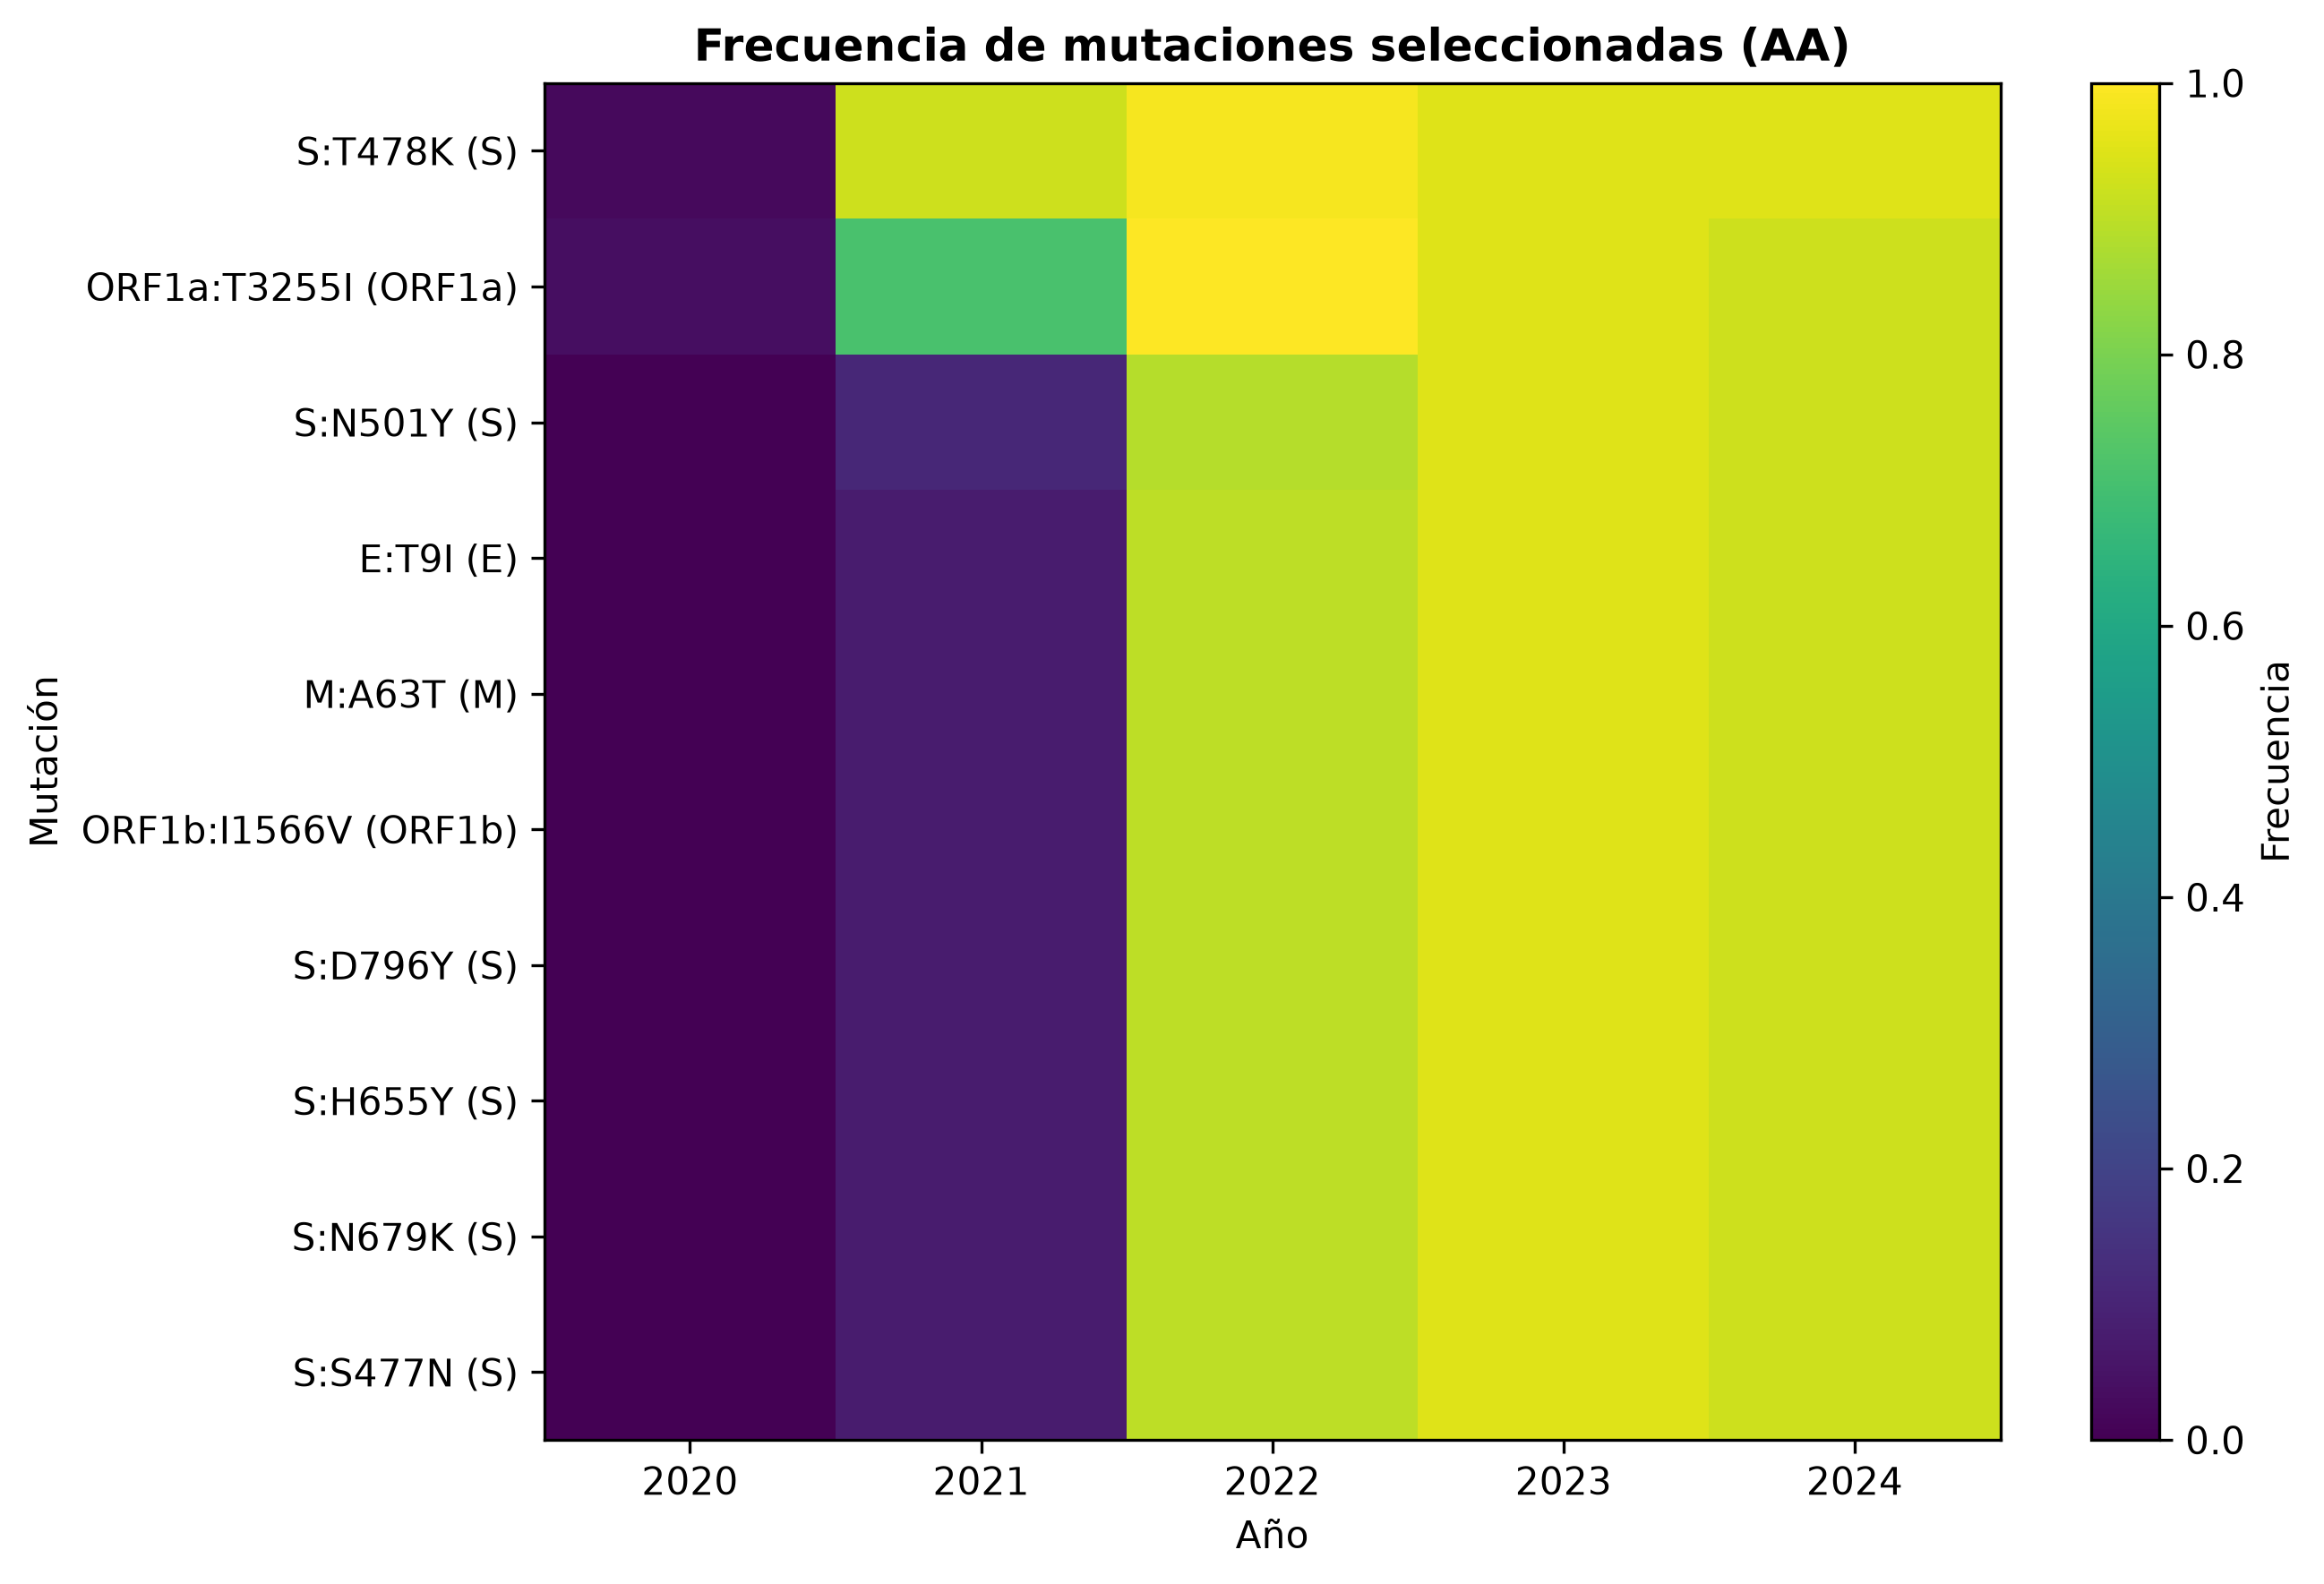 Frecuencia de mutaciones seleccionadas (AA)
Mutación
S:T478K (S)
ORF1a:T3255I (ORF1a)
S:N501Y (S)
E:T9I (E)
M:A63T (M)
ORF1b:I1566V (ORF1b)
S:D796Y (S)
S:H655Y (S)
S:N679K (S)
S:S477N (S)
2020 2021 2022 2023 2024
Año
1.0
0.8
0.6
0.4
0.2
0.0
Frecuencia